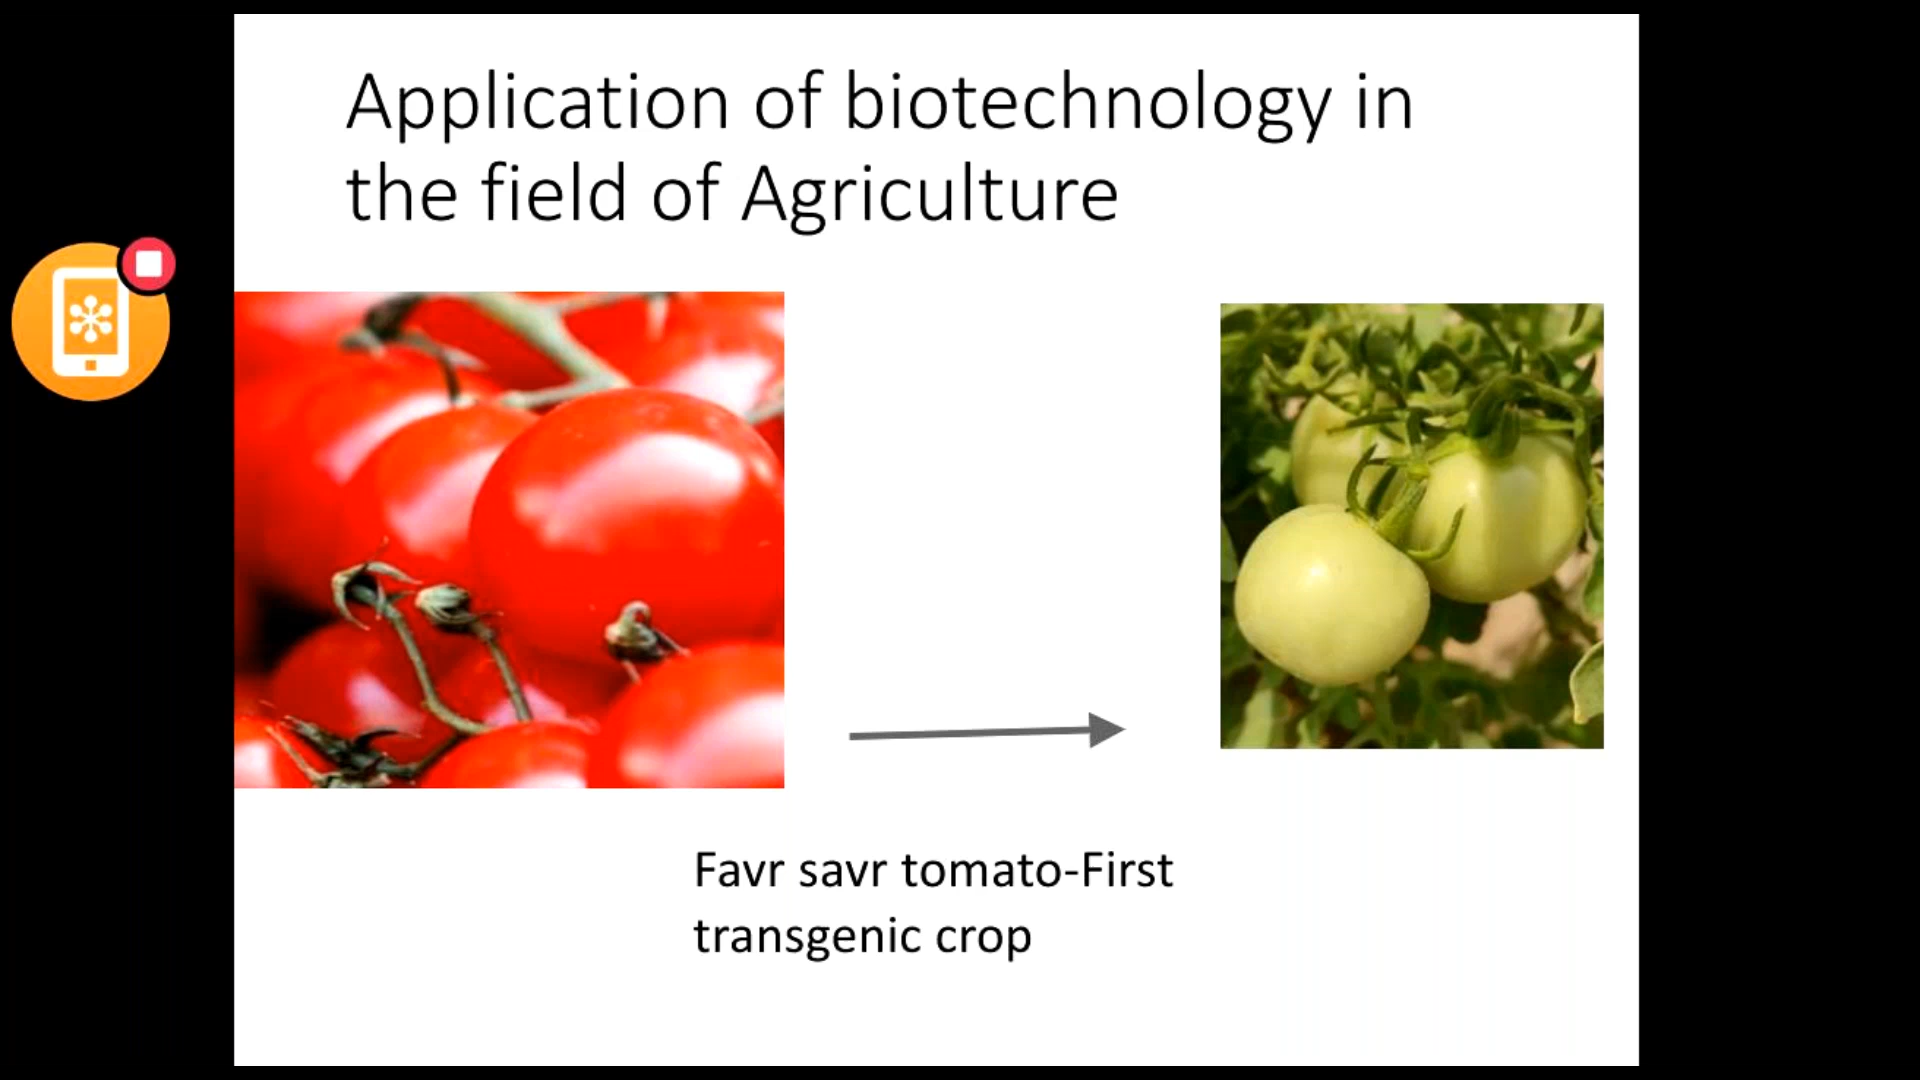 Application of biotechnology in
the field of Agriculture
Favr savr tomato-First
transgenic crop